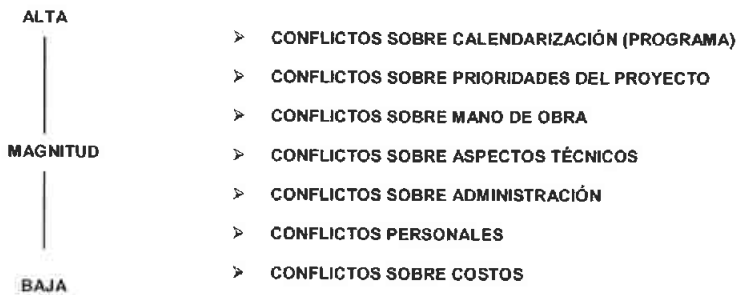 ALTA
➢ CONFLICTOS SOBRE CALENDARIZACIÓN (PROGRAMA)
➢ CONFLICTOS SOBRE PRIORIDADES DEL PROYECTO
➢ CONFLICTOS SOBRE MANO DE OBRA
MAGNITUD
➢ CONFLICTOS SOBRE ASPECTOS TÉCNICOS
➢ CONFLICTOS SOBRE ADMINISTRACIÓN
➢ CONFLICTOS PERSONALES
➢ CONFLICTOS SOBRE COSTOS
BAJA